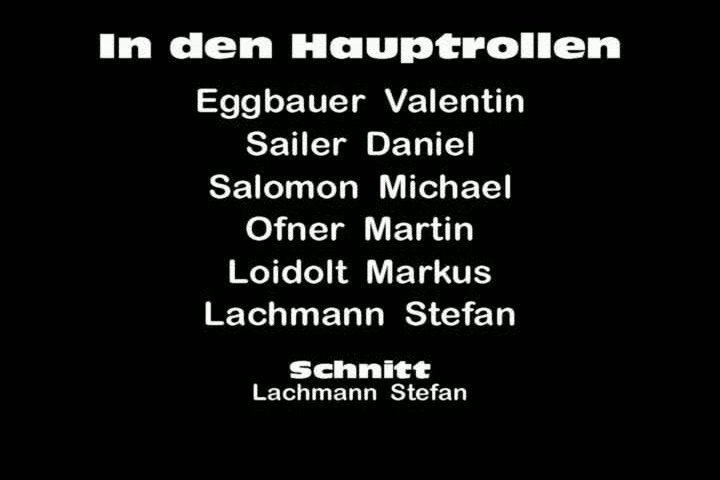 In den Hauptrollen
Eggbauer Valentin
Sailer Daniel
Salomon Michael
Ofner Martin
Loidolt Markus
Lachmann Stefan
Schnitt
Lachmann Stefan